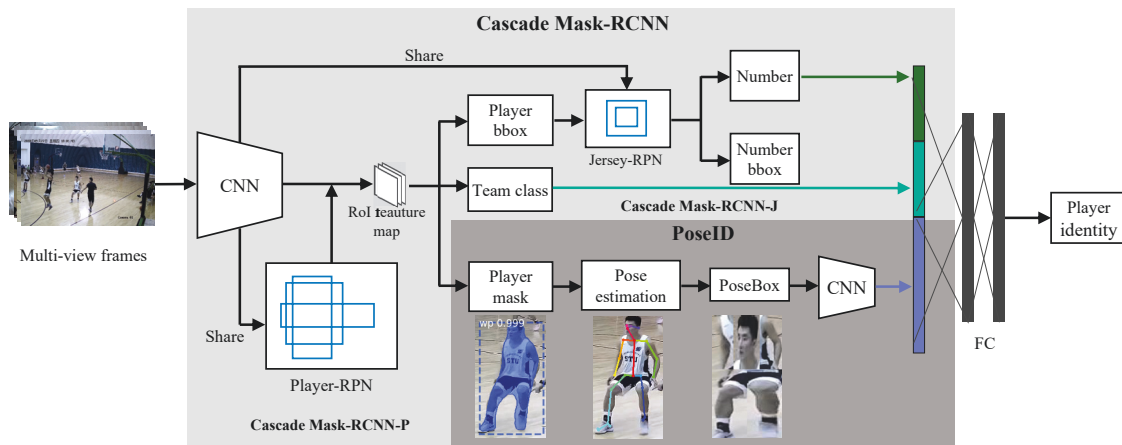 Cascade Mask-RCNN
Share
Number
Player
bbox
Jersey-RPN
Number
bbox
CNN
Team class
RoI feauture
map
Cascade Mask-RCNN-J
Multi-view frames
PoseID
Player
identity
Player
mask
Pose
estimation
PoseBox
CNN
Share
Player-RPN
wp 0.999
STU
FC
Cascade Mask-RCNN-P